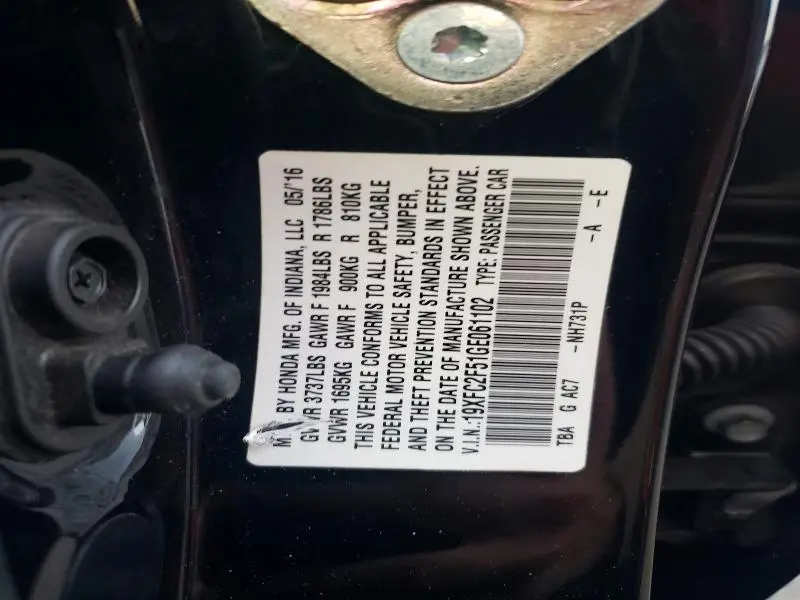 BY HONDA MFG. OF INDIANA, LLC 05/'16
3737LBS GAWR F 1984LBS R 1786LBS
GVWR 1695KG GAWR F 900KG R 810KG
THIS VEHICLE CONFORMS TO ALL APPLICABLE
FEDERAL MOTOR VEHICLE SAFETY, BUMPER,
AND THEFT PREVENTION STANDARDS IN EFFECT
ON THE DATE OF MANUFACTURE SHOWN ABOVE.
V.I.N.:19XFC2F51GE061102 TYPE: PASSENGER CAR
TBA G AC7 -NH731P -A -E